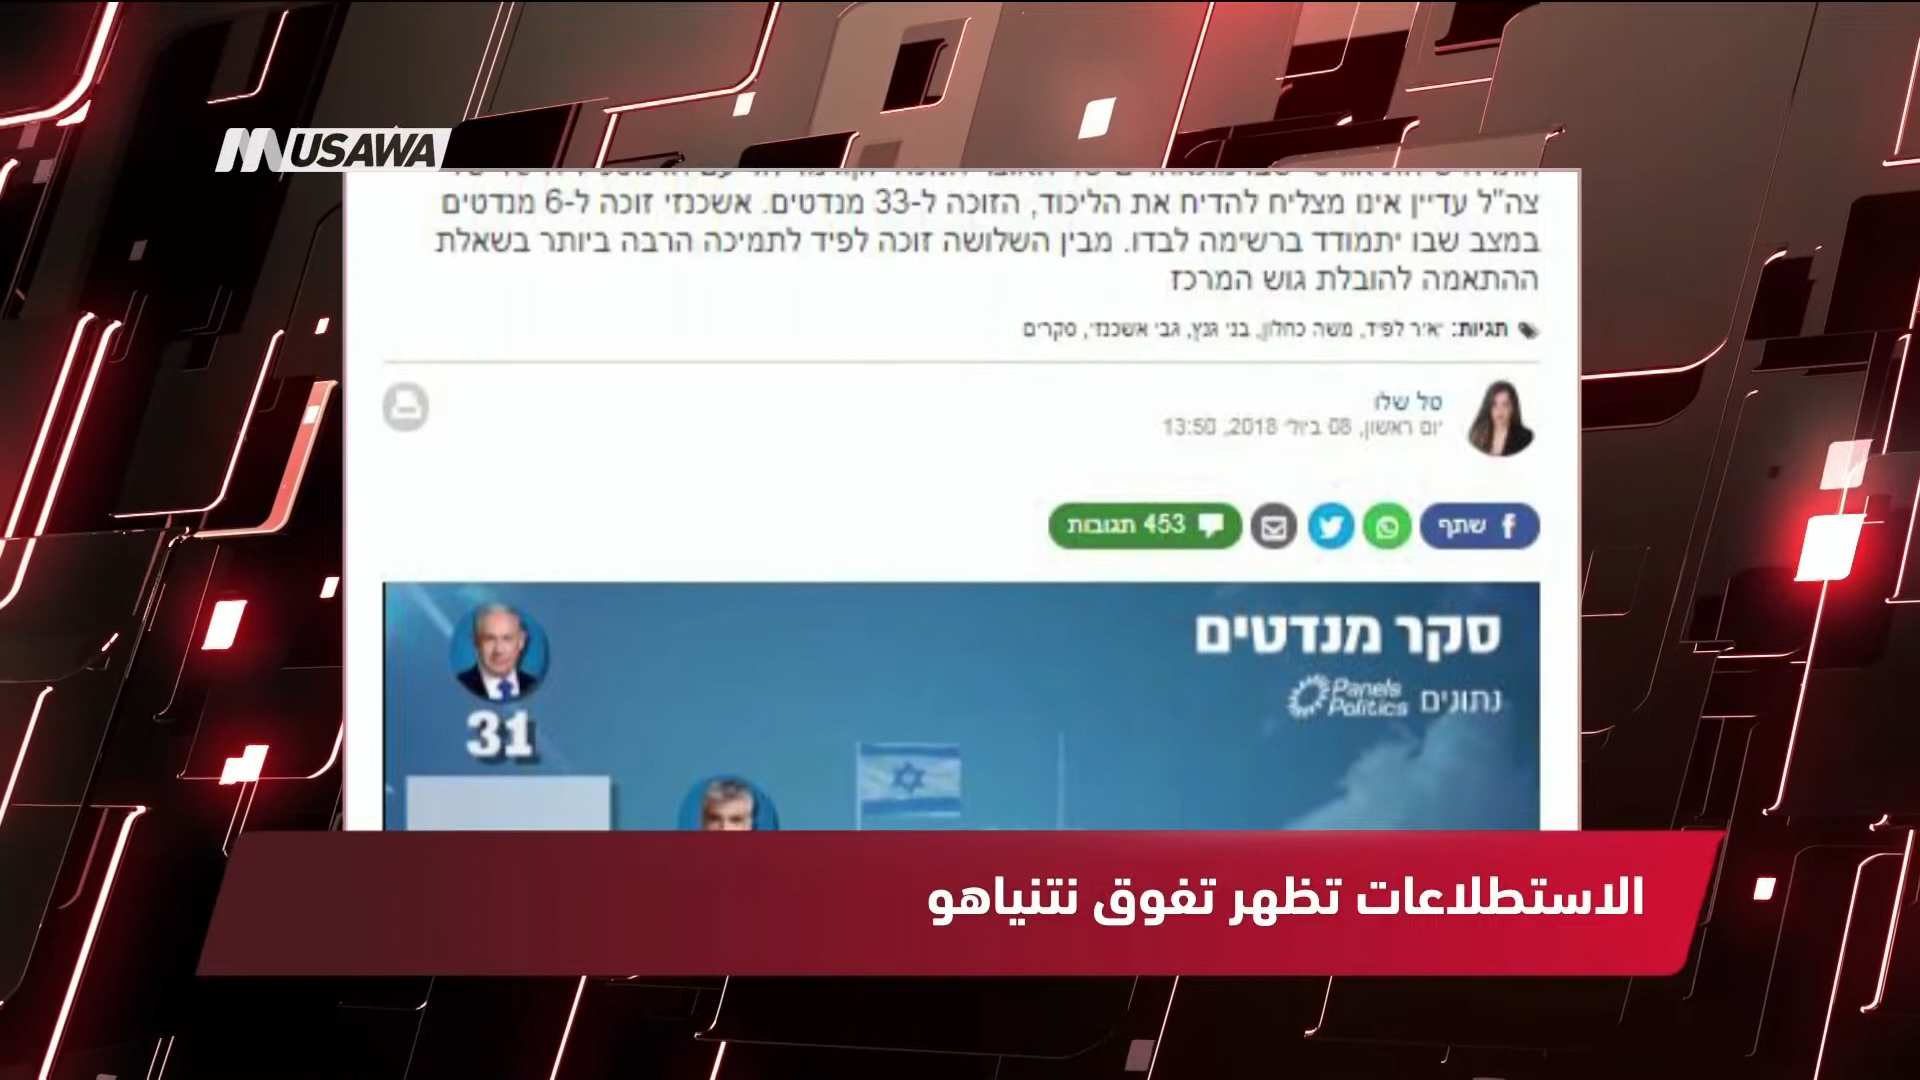 MUSAWA
צה"ל עדיין אינו מצליח להדיח את הליכוד, הזוכה ל-33 מנדטים. אשכנזי זוכה ל-6 מנדטים
במצב שבו יתמודד ברשימה לבדו. מבין השלושה זוכה לפיד לתמיכה הרבה ביותר בשאלת
ההתאמה להובלת גוש המרכז
תגיות: יאיר לפיד, משה כחלון, בני גנץ, גבי אשכנזי, סקרים
טל שלו
יום ראשון, 08 ביולי 2018, 13:50
שתף
453 תגובות
סקר מנדטים
נתונים Panels Politics
31
الاستطلاعات تظهر تفوق نتنياهو